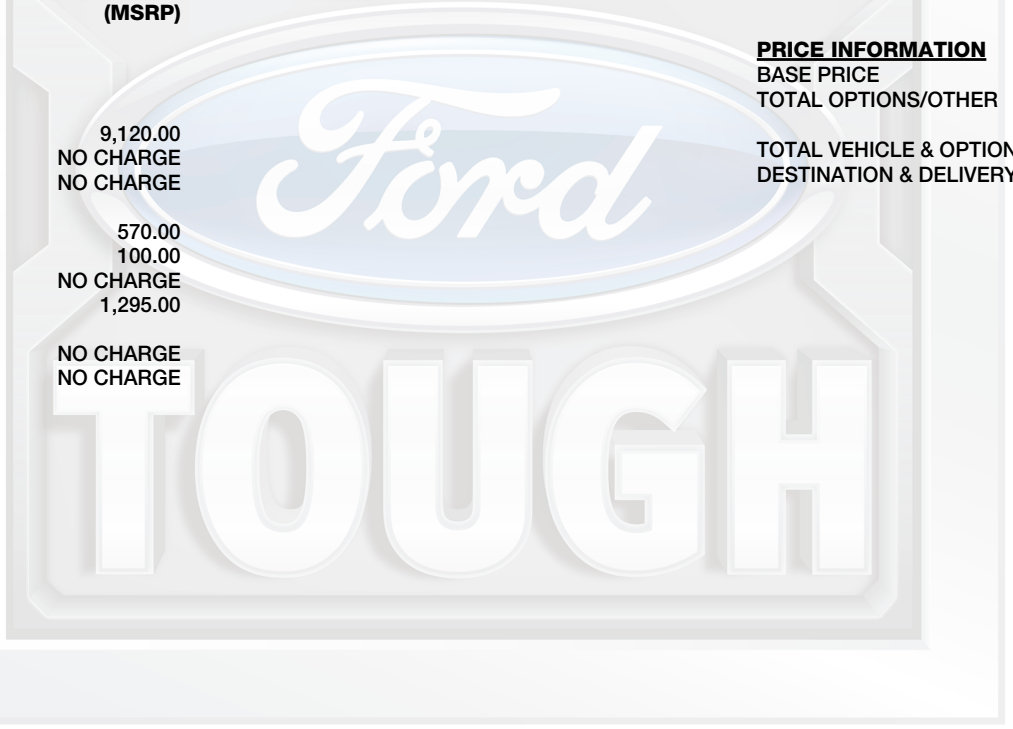 (MSRP)
9,120.00
NO CHARGE
NO CHARGE
570.00
100.00
NO CHARGE
1,295.00
NO CHARGE
NO CHARGE
PRICE INFORMATION
BASE PRICE
TOTAL OPTIONS/OTHER
TOTAL VEHICLE & OPTION
DESTINATION & DELIVERY
Ford
TOUGH